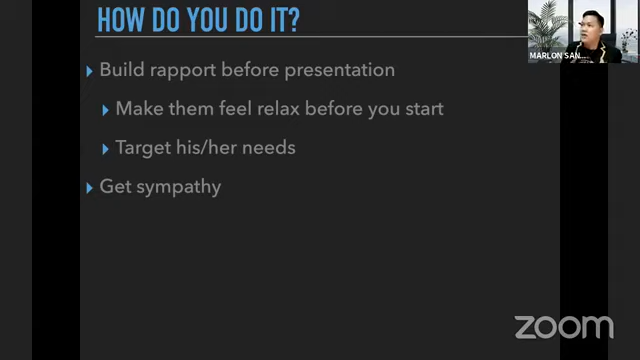 HOW DO YOU DO IT?
MARLON SAN...
Build rapport before presentation
Make them feel relax before you start
Target his/her needs
Get sympathy
zoom